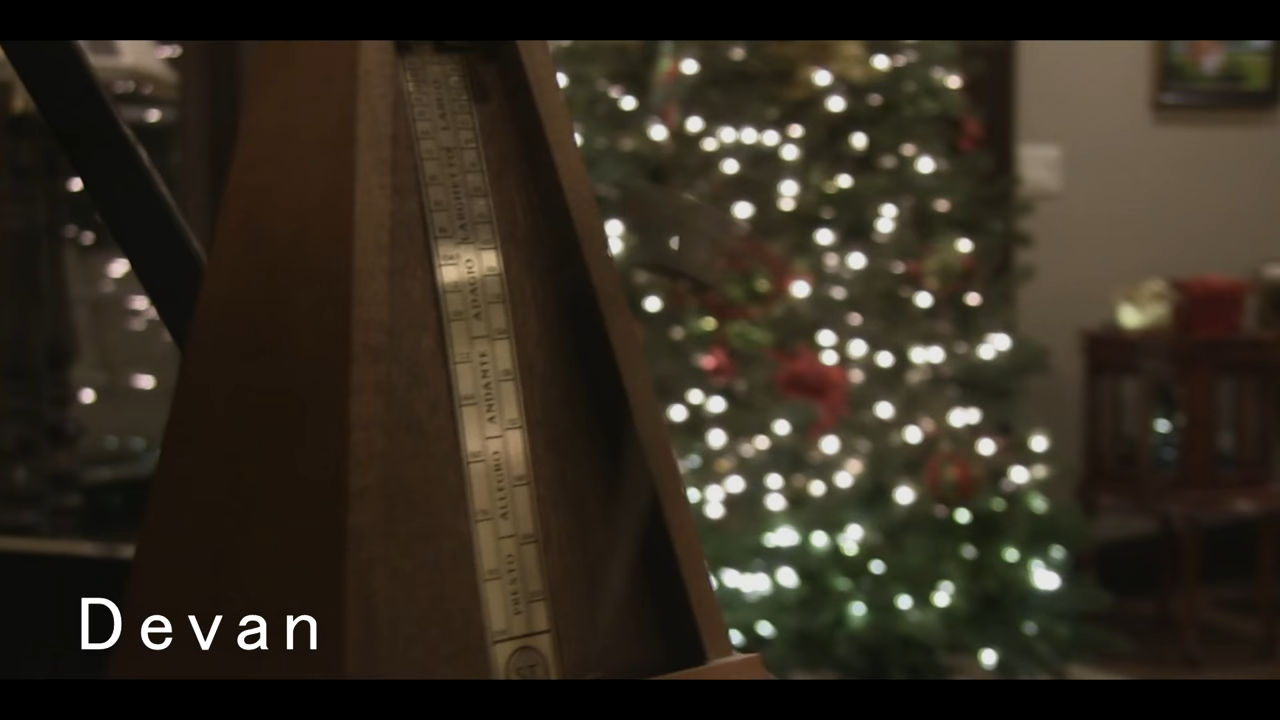 LARGO
LARGHETTO
ADAGIO
ANDANTE
ALLEGRO
PRESTO
Devan